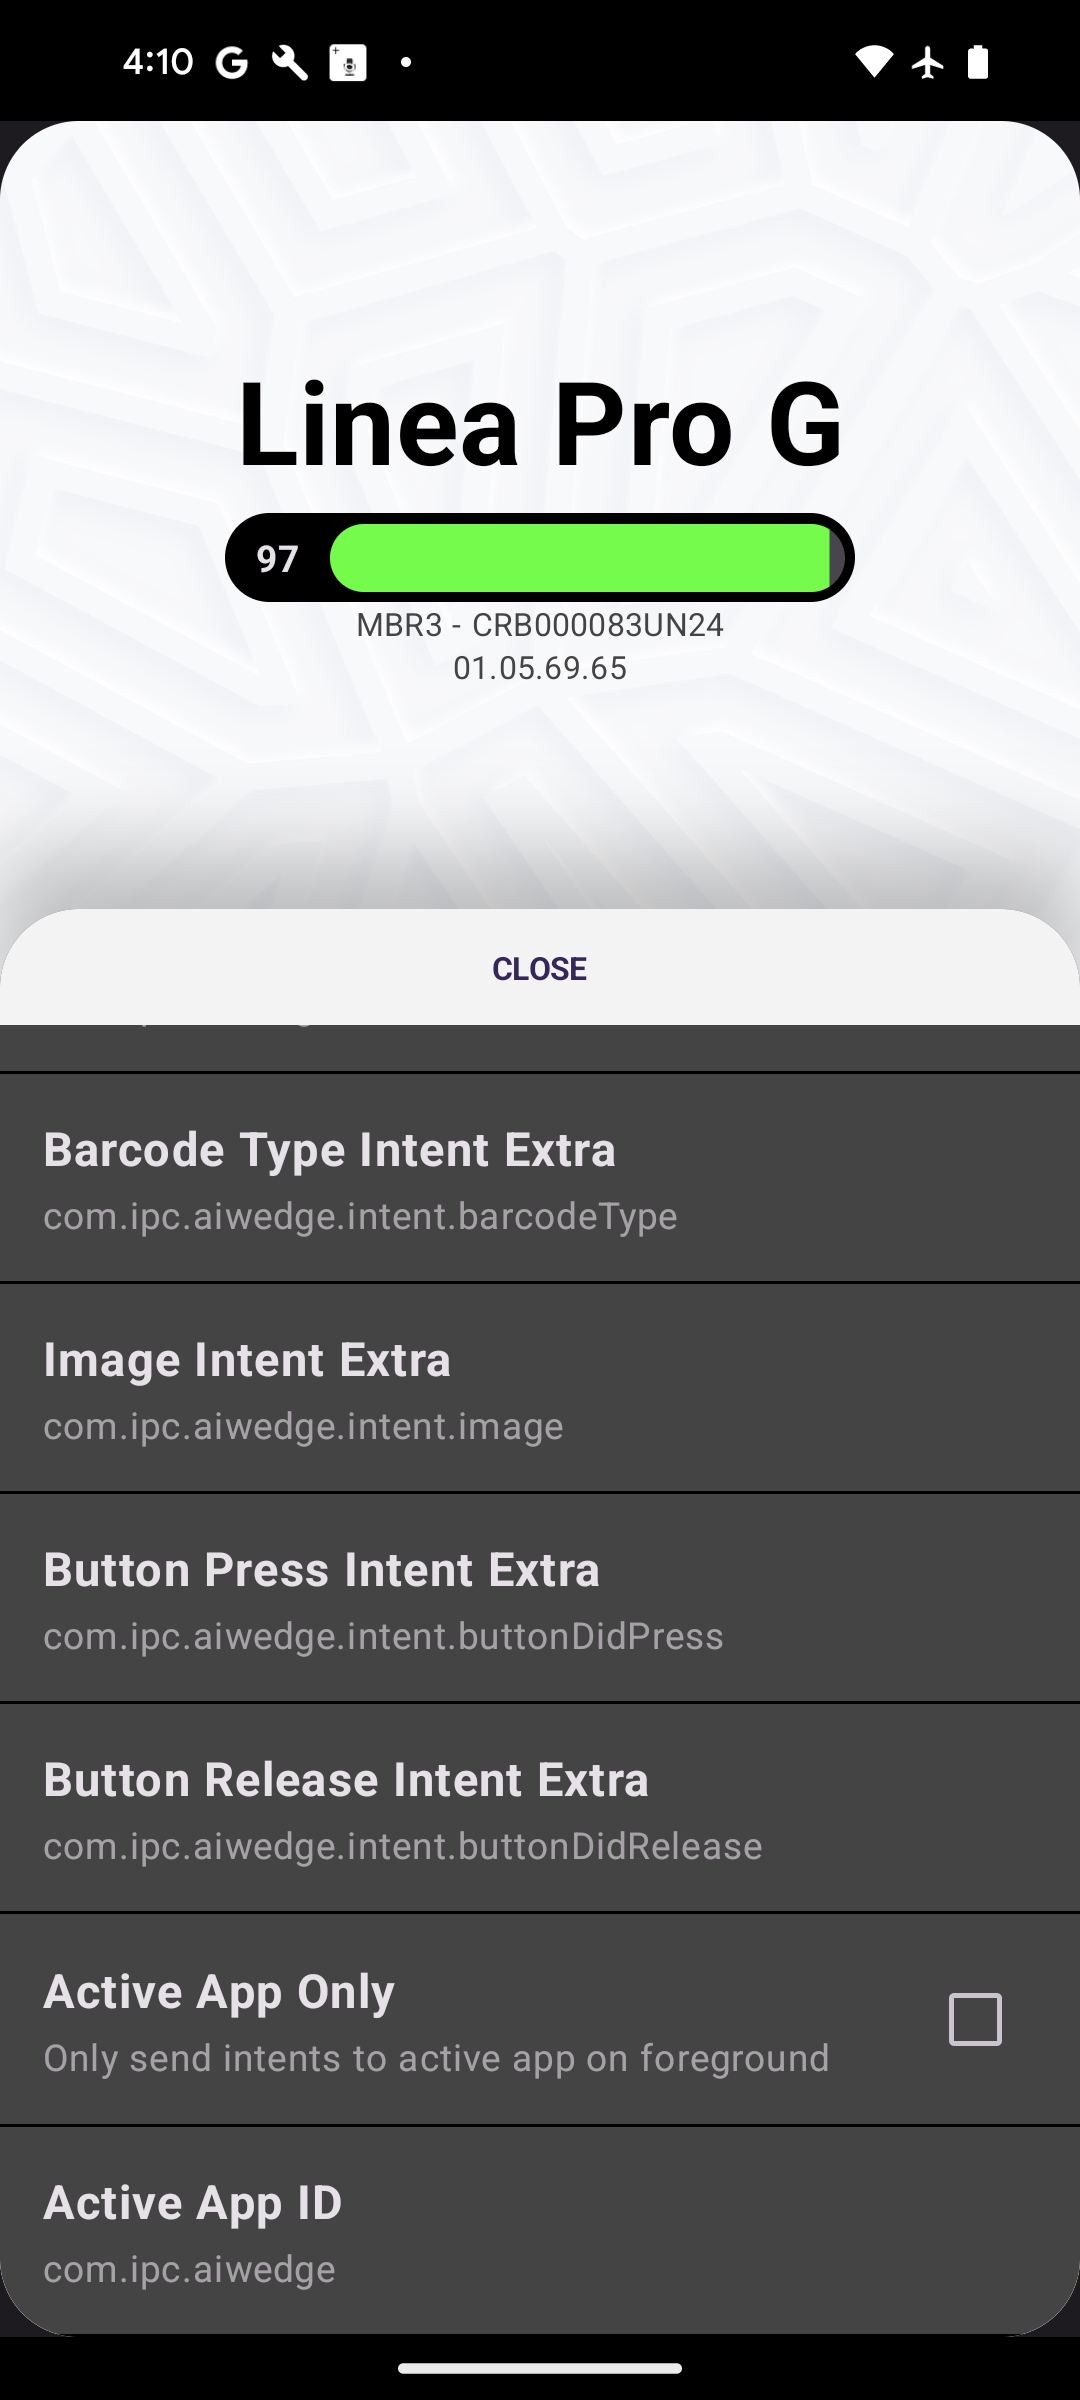 4:10
Linea Pro G
97
MBR3 - CRB000083UN24
01.05.69.65
CLOSE
Barcode Type Intent Extra
com.ipc.aiwedge.intent.barcodeType
Image Intent Extra
com.ipc.aiwedge.intent.image
Button Press Intent Extra
com.ipc.aiwedge.intent.buttonDidPress
Button Release Intent Extra
com.ipc.aiwedge.intent.buttonDidRelease
Active App Only
Only send intents to active app on foreground
Active App ID
com.ipc.aiwedge